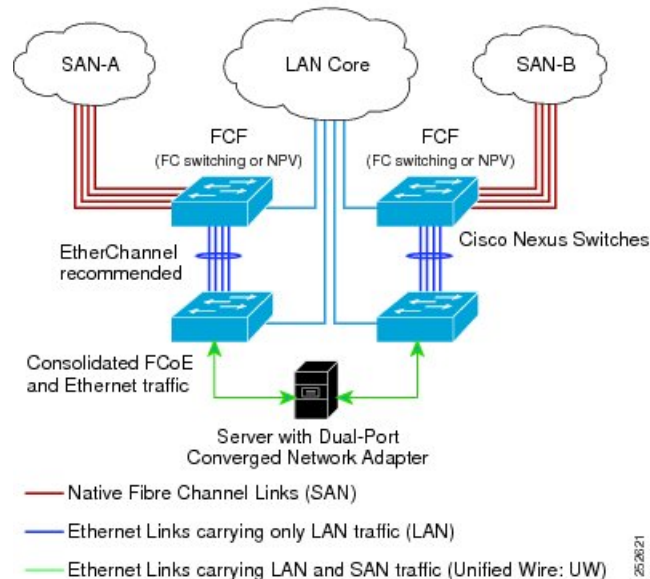 SAN-A
LAN Core
SAN-B
FCF
(FC switching or NPV)
FCF
(FC switching or NPV)
EtherChannel
recommended
Cisco Nexus Switches
Consolidated FCoE
and Ethernet traffic
Server with Dual-Port
Converged Network Adapter
Native Fibre Channel Links (SAN)
Ethernet Links carrying only LAN traffic (LAN)
Ethernet Links carrying LAN and SAN traffic (Unified Wire: UW)
252621